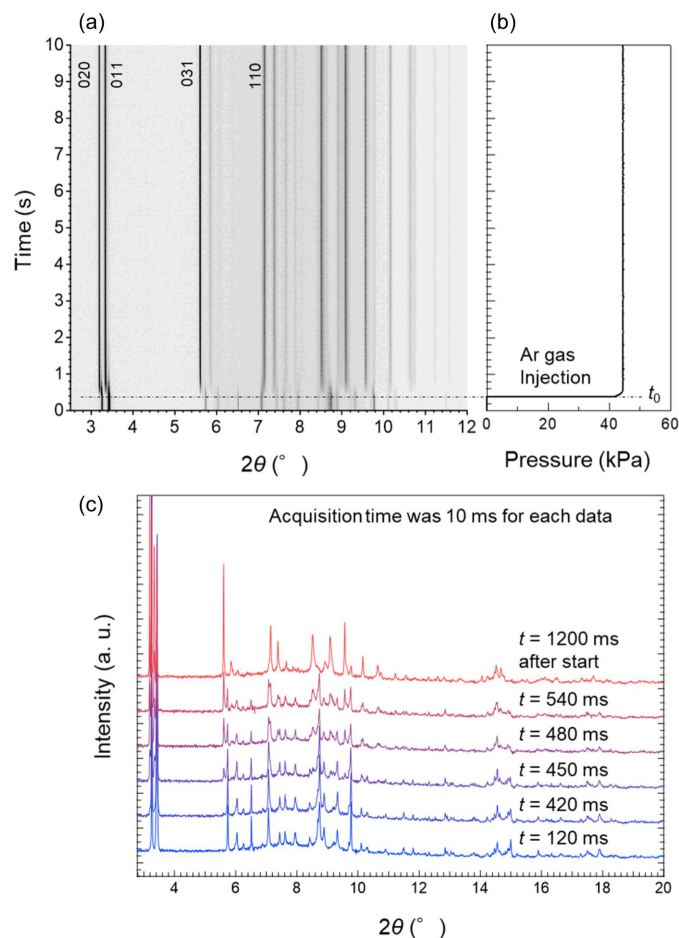 (a)
(b)
10
9
8
7
6
5
4
3
2
1
0
Time (s)
020
011
031
110
3 4 5 6 7 8 9 10 11 12
2θ (° )
Ar gas
Injection
t0
0 20 40 60
Pressure (kPa)
(c)
Acquisition time was 10 ms for each data
Intensity (a. u.)
t = 1200 ms
after start
t = 540 ms
t = 480 ms
t = 450 ms
t = 420 ms
t = 120 ms
4 6 8 10 12 14 16 18 20
2θ (° )